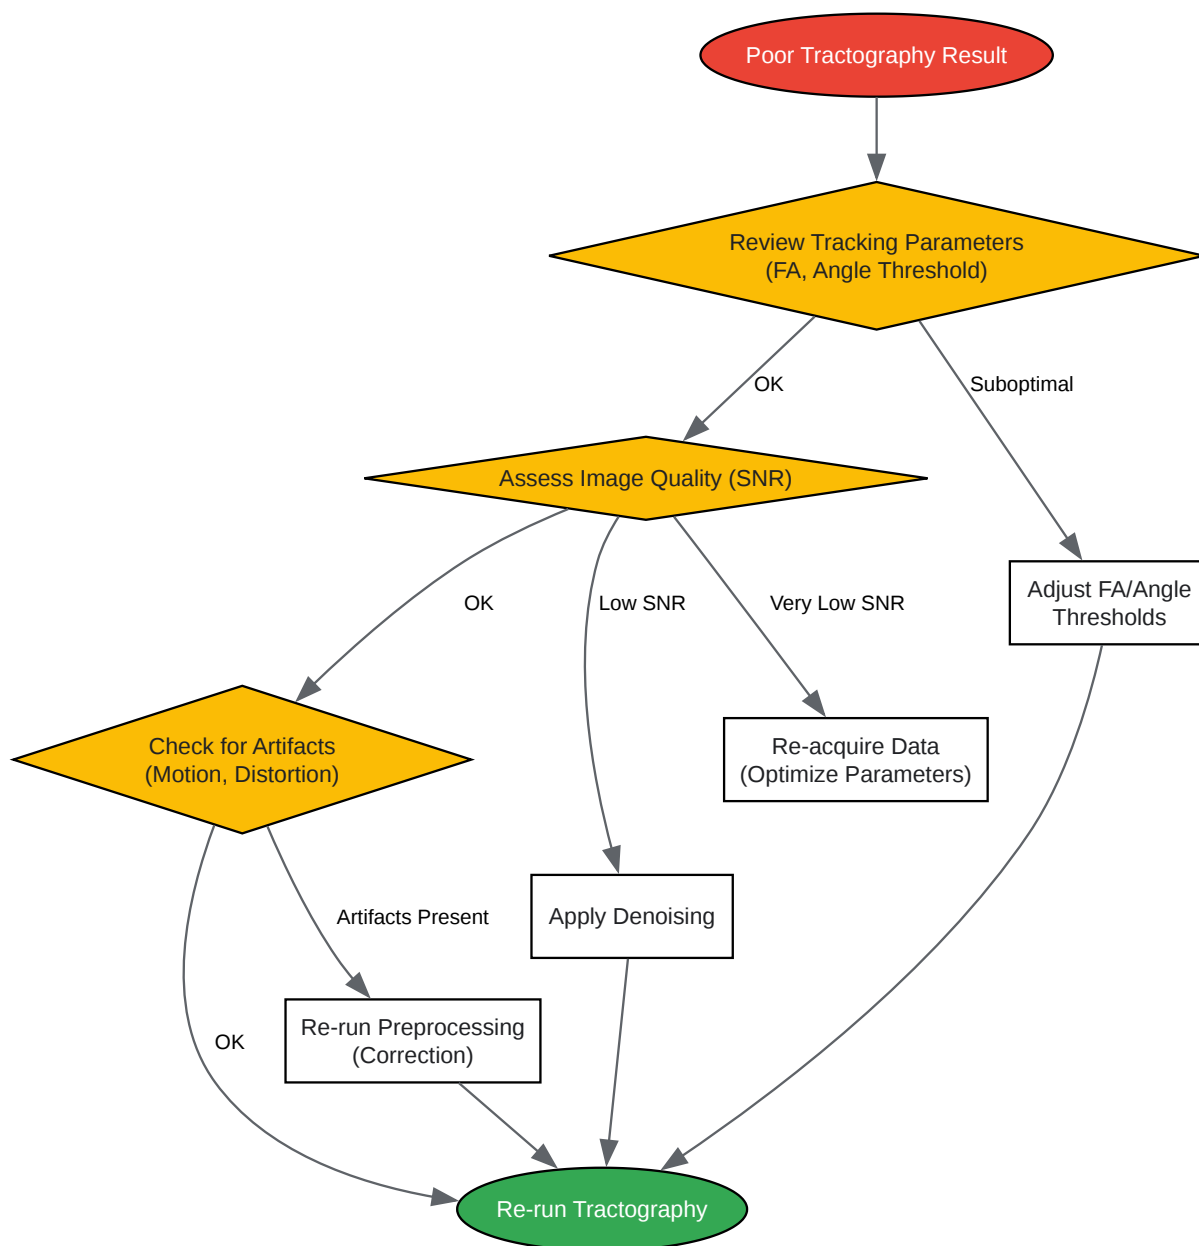 Poor Tractography Result
Review Tracking Parameters
(FA, Angle Threshold)
OK
Suboptimal
Assess Image Quality (SNR)
OK
Low SNR
Very Low SNR
Adjust FA/Angle
Thresholds
Check for Artifacts
(Motion, Distortion)
Re-acquire Data
(Optimize Parameters)
Artifacts Present
Apply Denoising
OK
Re-run Preprocessing
(Correction)
Re-run Tractography